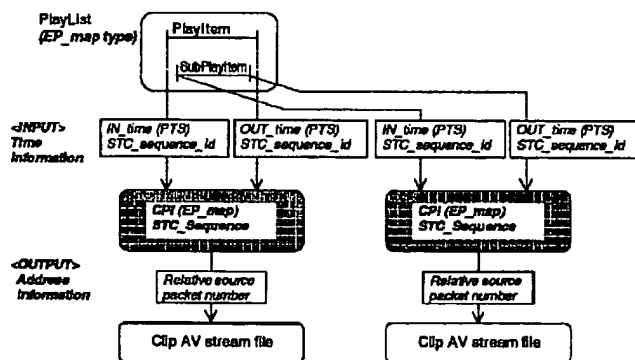 PlayList
(EP_map type)
PlayItem
SubPlayItem
<INPUT>
Time
Information
IN_time (PTS)
STC_sequence_id
OUT_time (PTS)
STC_sequence_id
IN_time (PTS)
STC_sequence_id
OUT_time (PTS)
STC_sequence_id
CPI (EP_map)
STC_Sequence
CPI (EP_map)
STC_Sequence
<OUTPUT>
Address
Information
Relative source
packet number
Relative source
packet number
Clip AV stream file
Clip AV stream file